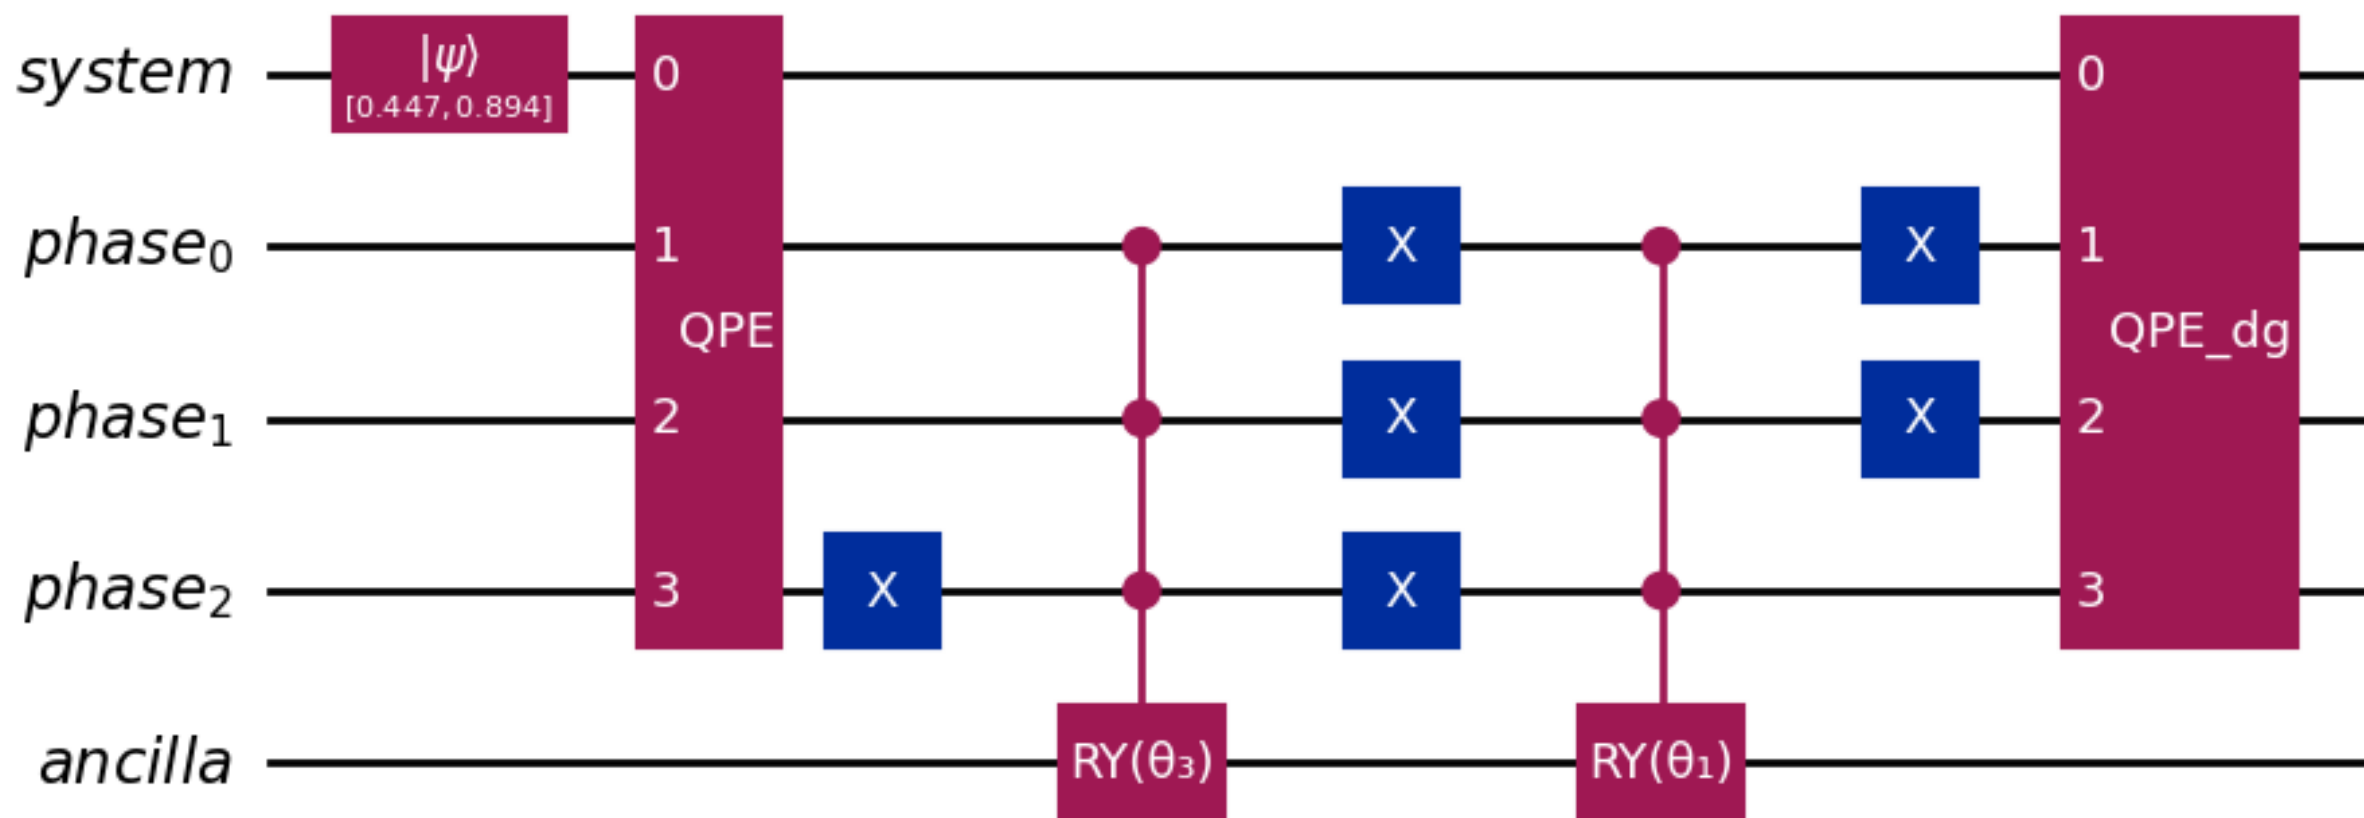 system
|ψ⟩
[0.447, 0.894]
0
0
phase₀
1
X
X
1
QPE
QPE_dg
phase₁
2
X
X
2
phase₂
3
X
X
3
ancilla
RY(θ₃)
RY(θ₁)